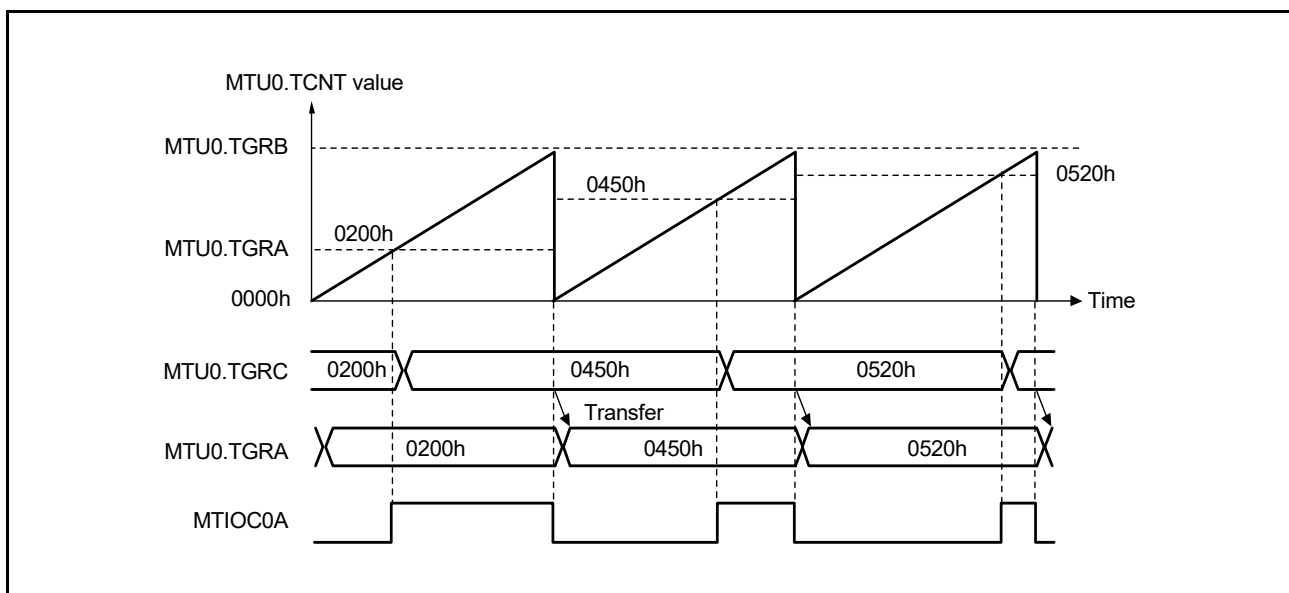 MTU0.TCNT value
MTU0.TGRB
0520h
0450h
0200h
MTU0.TGRA
0000h
Time
MTU0.TGRC 0200h 0450h 0520h
Transfer
MTU0.TGRA 0200h 0450h 0520h
MTIOC0A